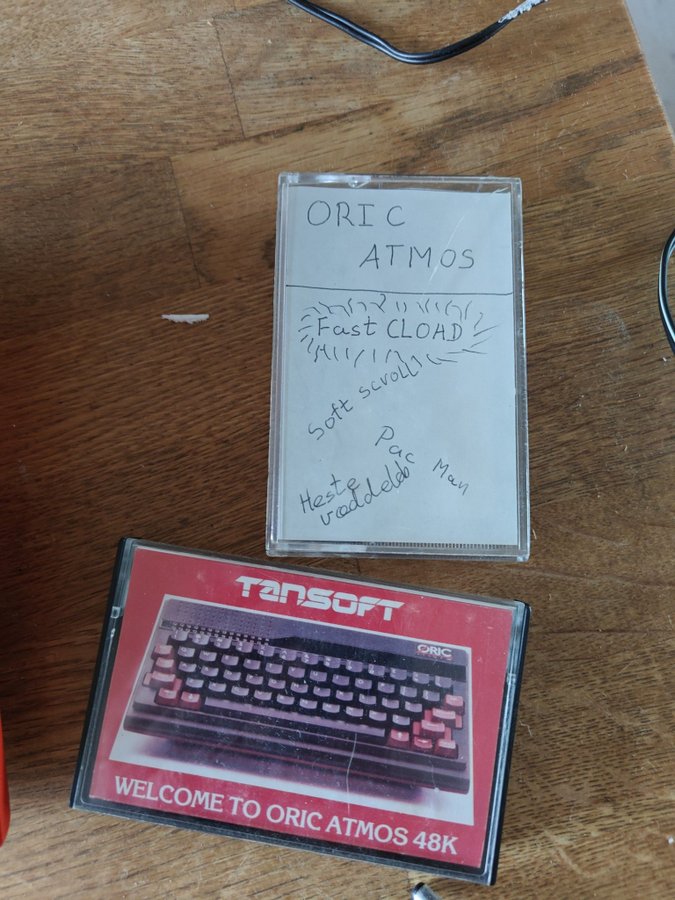 ORIC
ATMOS
Fast CLOAD
Soft scroll
Pac
Man
Heste
væddeløb
TANSOFT
ORIC
WELCOME TO ORIC ATMOS 48K